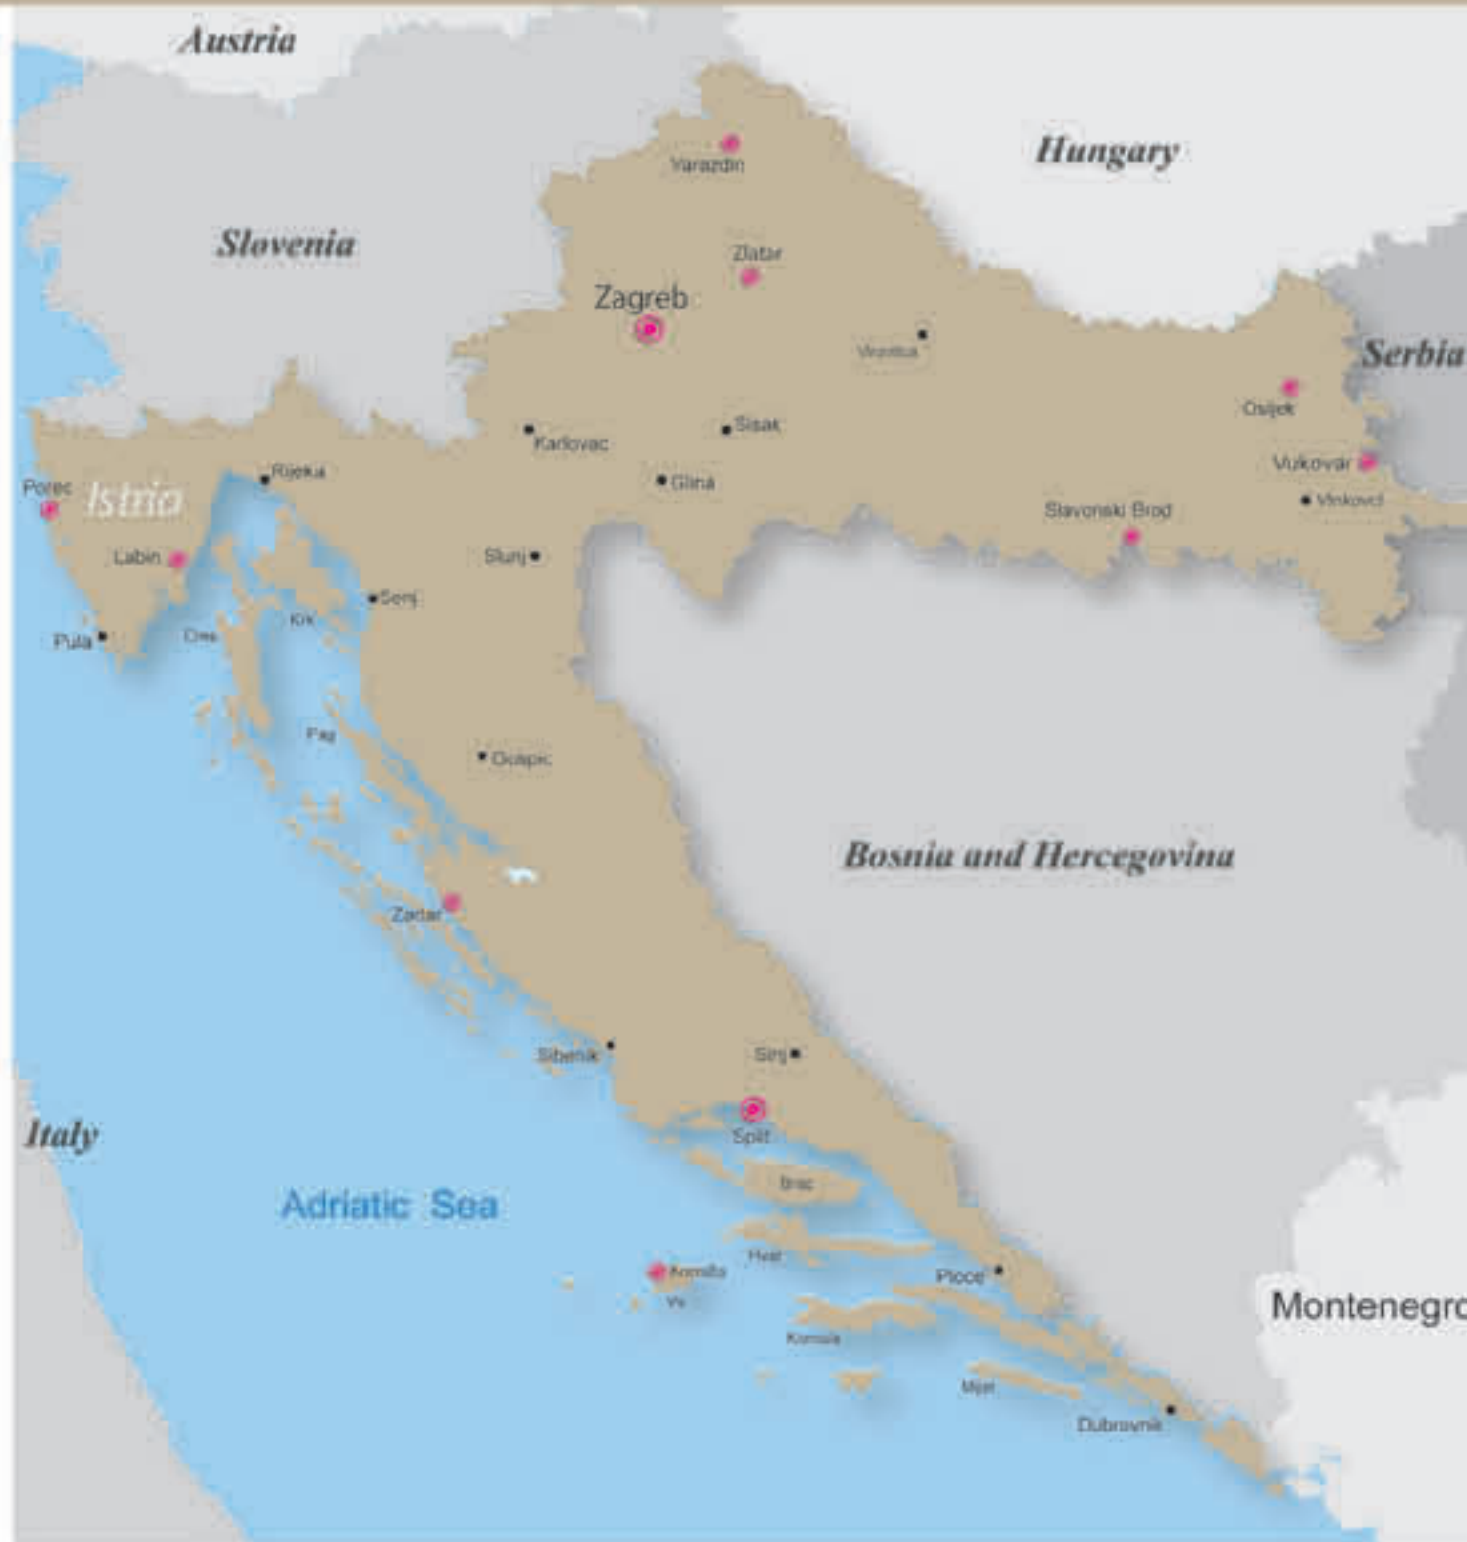 Austria
Hungary
Varazdin
Slovenia
Zlatar
Zagreb
Serbia
Osijek
Sisak
Karlovac
Vukovar
Rijeka
Glina
Porec
Istria
Vinkovci
Slavonski Brod
Labin
Slunj
Senj
Krk
Pula
Cres
Pag
Gospic
Bosnia and Hercegovina
Zadar
Sibenik
Sinj
Italy
Split
Brac
Adriatic Sea
Hvar
Komiža
Ploce
Vis
Montenegro
Mljet
Dubrovnik